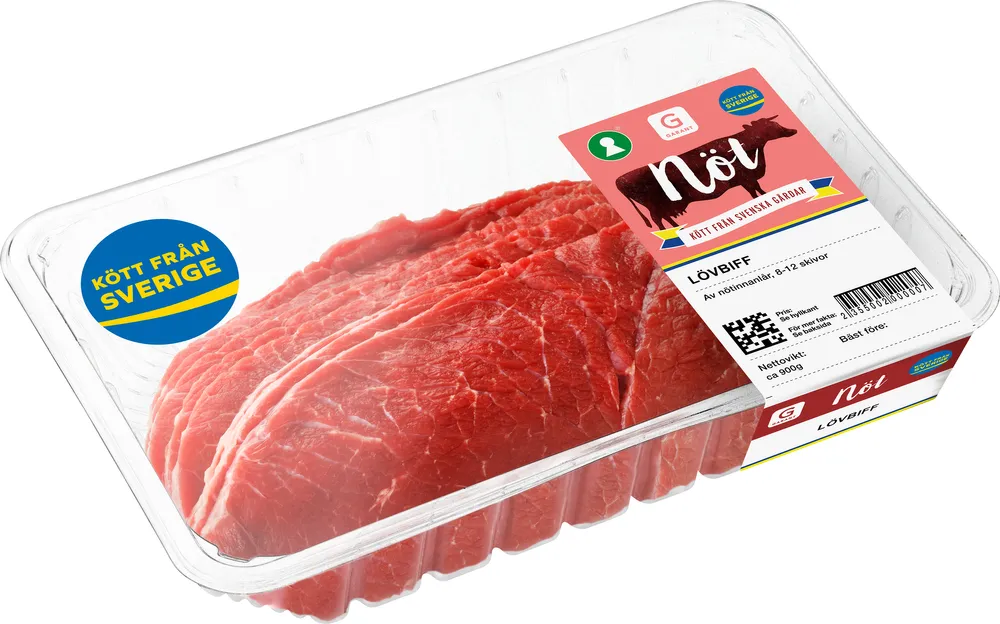 KÖTT FRÅN
SVERIGE
G
GARANT
KÖTT FRÅN
SVERIGE
Nöt
KÖTT FRÅN SVENSKA GÅRDAR
LÖVBIFF
Av nötinnanlår, 8-12 skivor
Pris:
Se hyllkant
För mer fakta:
Se baksida
2 355002 000007
Nettovikt:
ca 900g
Bäst före:
G
GARANT
Nöt
LÖVBIFF
KÖTT FRÅN
SVERIGE